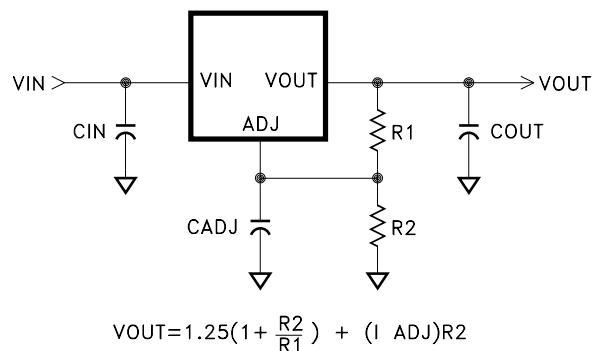 VIN
VIN
VOUT
VOUT
ADJ
CIN
R1
COUT
CADJ
R2
VOUT=1.25(1+ R2/R1 ) + (I ADJ)R2